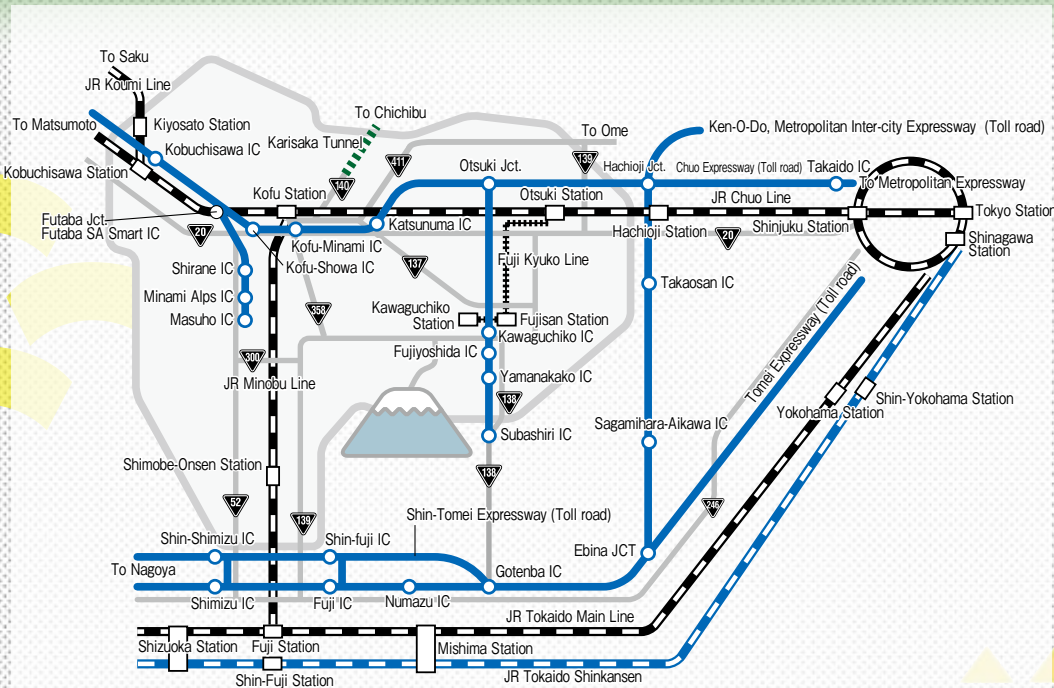 To Saku
JR Koumi Line
To Chichibu
To Matsumoto
Kiyosato Station
Karisaka Tunnel
To Ome
Ken-O-Do, Metropolitan Inter-city Expressway (Toll road)
Kobuchisawa IC
411
139
Kobuchisawa Station
Otsuki Jct.
Hachioji Jct.
Chuo Expressway (Toll road)
Takaido IC
140
To Metropolitan Expressway
Kofu Station
Otsuki Station
JR Chuo Line
Futaba Jct.
Futaba SA Smart IC
20
Katsunuma IC
Kofu-Minami IC
Hachioji Station
20
Shinjuku Station
Tokyo Station
Shinagawa
Station
Kofu-Showa IC
137
Fuji Kyuko Line
Shirane IC
Takaosan IC
Minami Alps IC
Masuho IC
358
Kawaguchiko
Station
Fujisan Station
Kawaguchiko IC
Tomei Expressway (Toll road)
Fujiyoshida IC
300
JR Minobu Line
Yamanakako IC
138
Shin-Yokohama Station
Yokohama Station
Sagamihara-Aikawa IC
Subashiri IC
Shimobe-Onsen Station
138
52
139
246
Shin-Tomei Expressway (Toll road)
Shin-Shimizu IC
Shin-fuji IC
Ebina JCT
To Nagoya
Gotenba IC
Shimizu IC
Fuji IC
Numazu IC
JR Tokaido Main Line
Shizuoka Station
Fuji Station
Mishima Station
Shin-Fuji Station
JR Tokaido Shinkansen